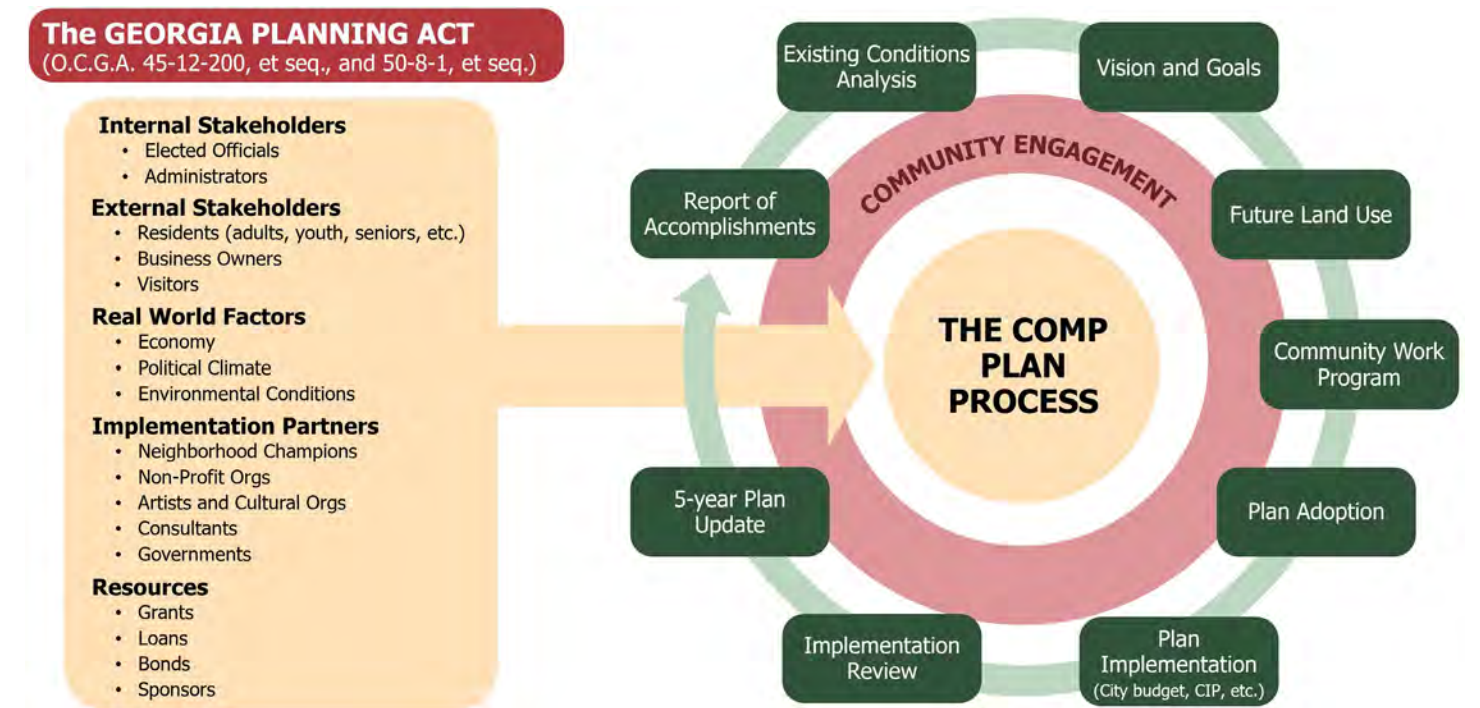 The GEORGIA PLANNING ACT
(O.C.G.A. 45-12-200, et seq., and 50-8-1, et seq.)
Internal Stakeholders
• Elected Officials
• Administrators
External Stakeholders
• Residents (adults, youth, seniors, etc.)
• Business Owners
• Visitors
Real World Factors
• Economy
• Political Climate
• Environmental Conditions
Implementation Partners
• Neighborhood Champions
• Non-Profit Orgs
• Artists and Cultural Orgs
• Consultants
• Governments
Resources
• Grants
• Loans
• Bonds
• Sponsors
COMMUNITY ENGAGEMENT
THE COMP
PLAN
PROCESS
Report of
Accomplishments
Existing Conditions
Analysis
Vision and Goals
Future Land Use
Community Work
Program
Plan Adoption
Plan
Implementation
(City budget, CIP, etc.)
Implementation
Review
5-year Plan
Update